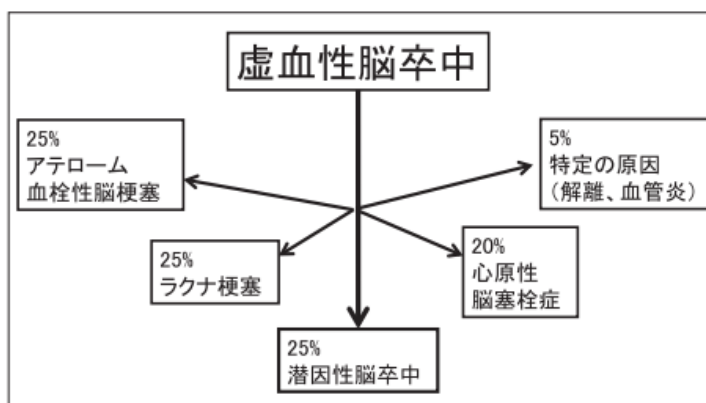 虚血性脳卒中
25%
アテローム
血栓性脳梗塞
5%
特定の原因
(解離、血管炎)
25%
ラクナ梗塞
20%
心原性
脳塞栓症
25%
潜因性脳卒中